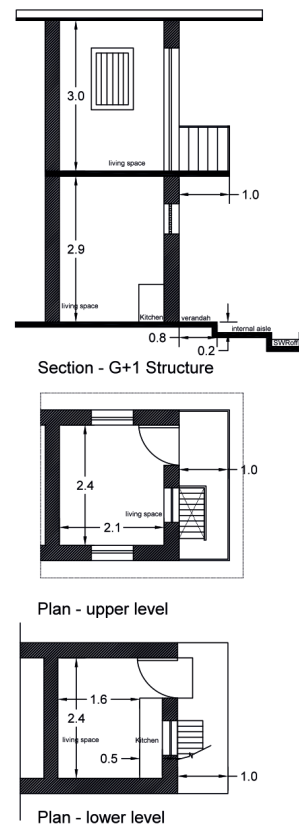 3.0
living space
1.0
2.9
living space
Kitchen
verandah
internal aisle
0.8
0.2
SWRoff
Section - G+1 Structure
1.0
2.4
living space
2.1
Plan - upper level
1.6
2.4
living space
Kitchen
0.5
1.0
Plan - lower level